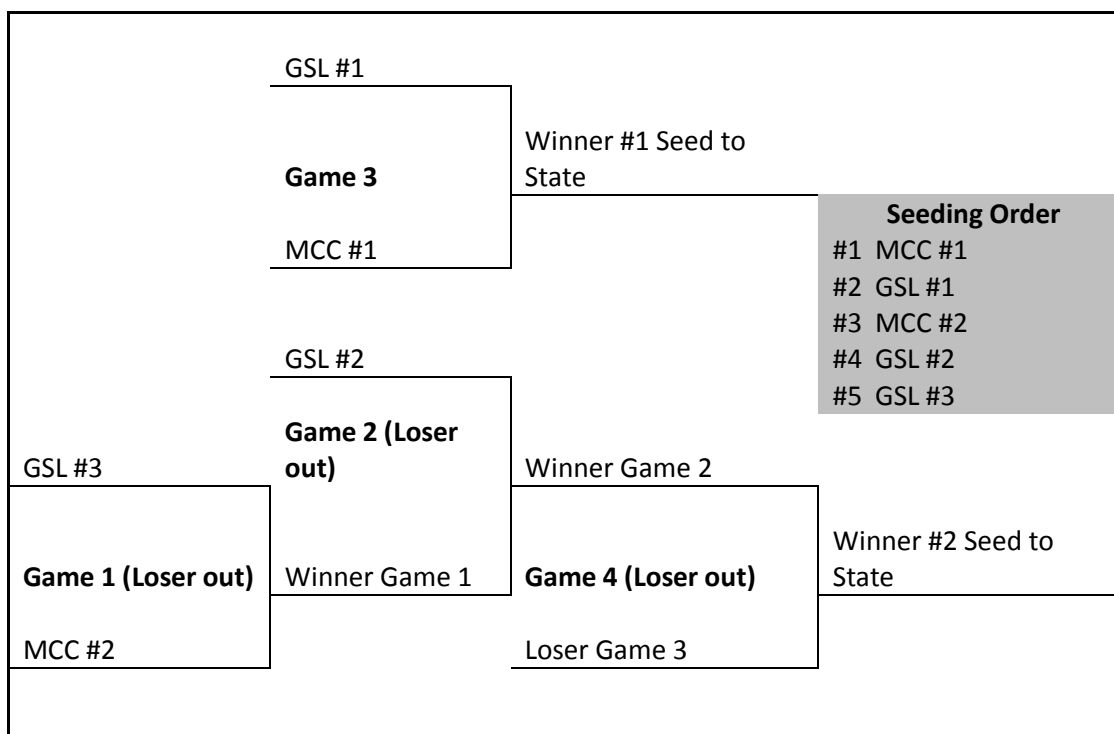 GSL #1
Winner #1 Seed to
State
Game 3
Seeding Order
MCC #1
#1 MCC #1
#2 GSL #1
#3 MCC #2
GSL #2
#4 GSL #2
#5 GSL #3
Game 2 (Loser
out)
GSL #3
Winner Game 2
Winner #2 Seed to
State
Game 1 (Loser out)
Winner Game 1
Game 4 (Loser out)
MCC #2
Loser Game 3